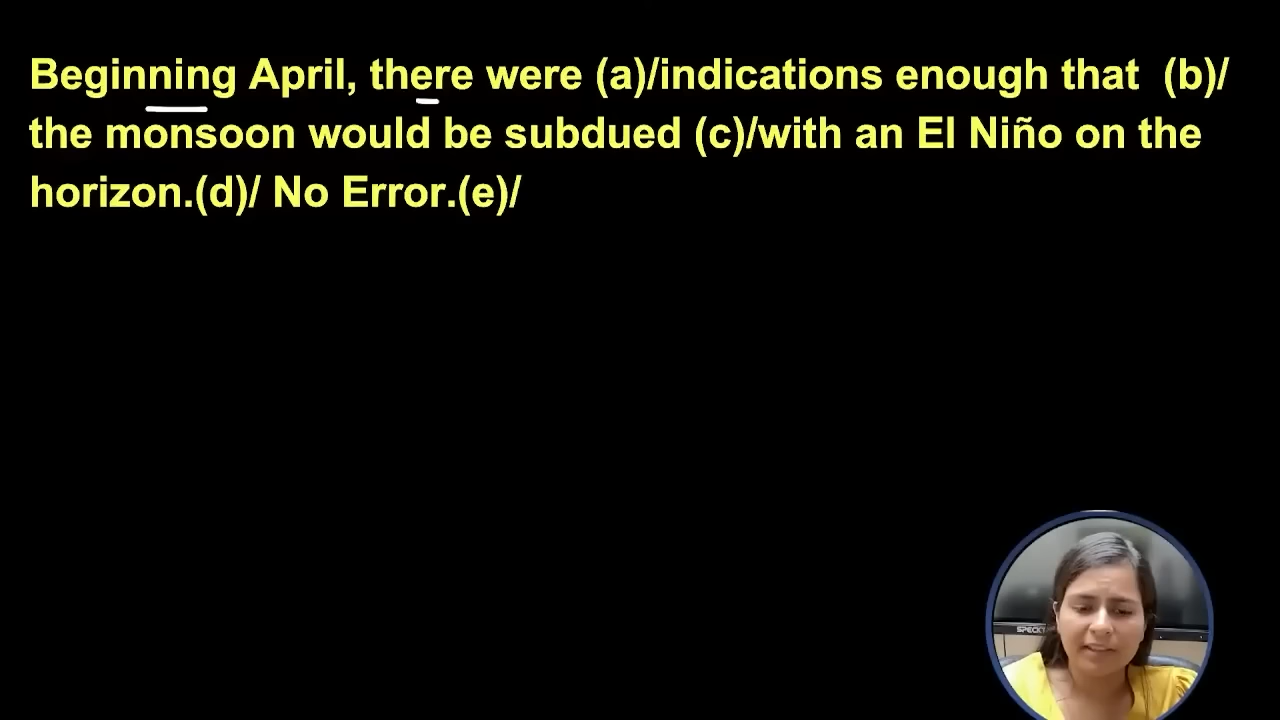 Beginning April, there were (a)/indications enough that (b)/
the monsoon would be subdued (c)/with an El Niño on the
horizon.(d)/ No Error.(e)/